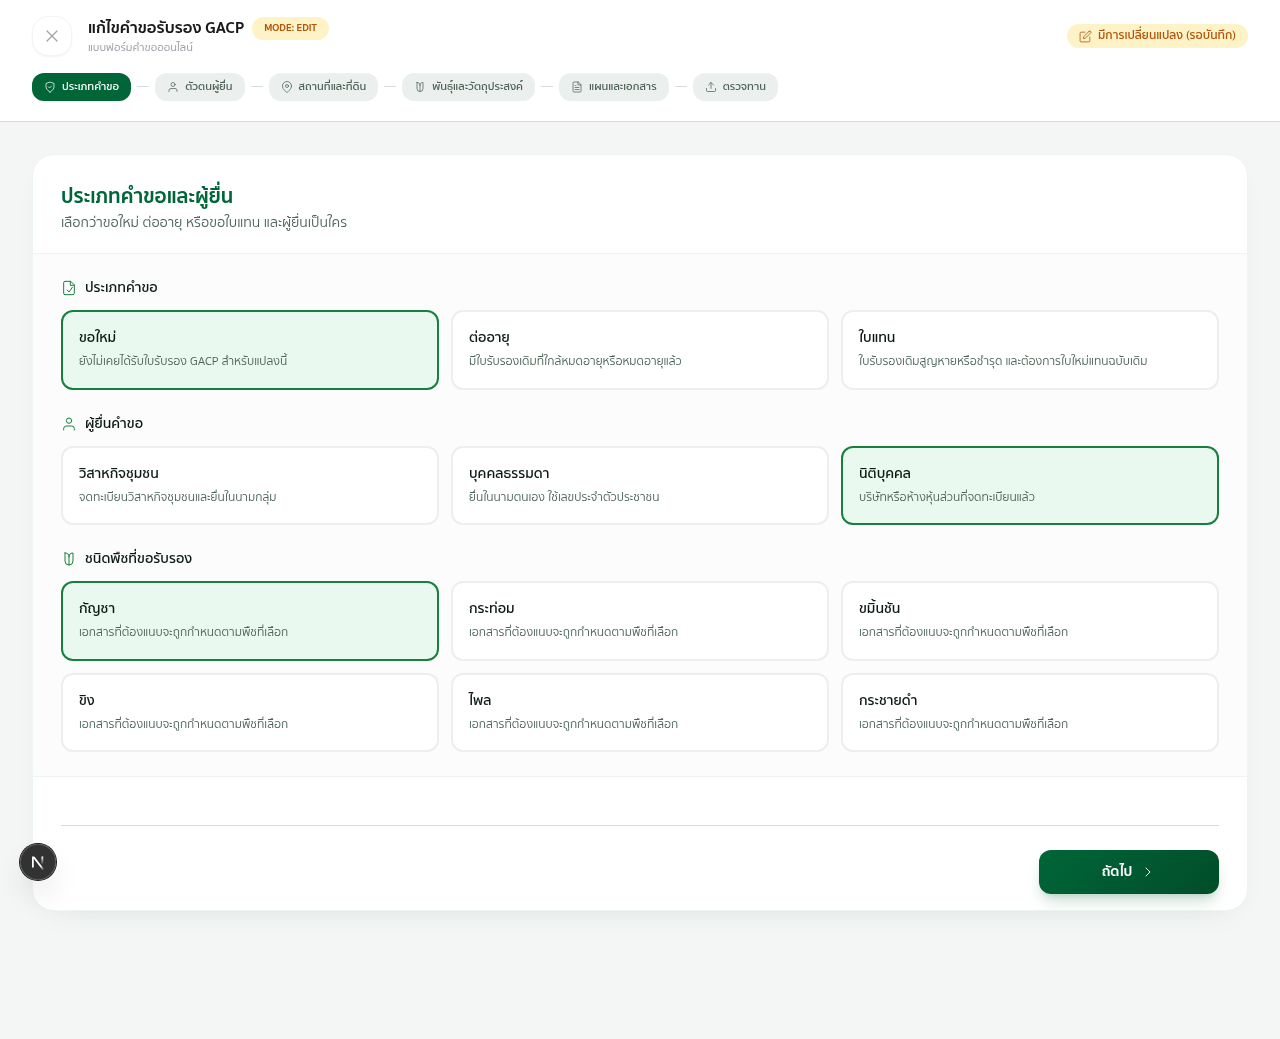 แก้ไขคำขอรับรอง GACP
MODE: EDIT
แบบฟอร์มคำขอออนไลน์
มีการเปลี่ยนแปลง (รอบันทึก)
ประเภทคำขอ
ตัวตนผู้ยื่น
สถานที่และที่ดิน
พันธุ์และวัตถุประสงค์
แผนและเอกสาร
ตรวจทาน
ประเภทคำขอและผู้ยื่น
เลือกว่าขอใหม่ ต่ออายุ หรือขอใบแทน และผู้ยื่นเป็นใคร
ประเภทคำขอ
ขอใหม่
ยังไม่เคยได้รับใบรับรอง GACP สำหรับแปลงนี้
ต่ออายุ
มีใบรับรองเดิมที่ใกล้หมดอายุหรือหมดอายุแล้ว
ใบแทน
ใบรับรองเดิมสูญหายหรือชำรุด และต้องการใบใหม่แทนฉบับเดิม
ผู้ยื่นคำขอ
วิสาหกิจชุมชน
จดทะเบียนวิสาหกิจชุมชนและยื่นในนามกลุ่ม
บุคคลธรรมดา
ยื่นในนามตนเอง ใช้เลขประจำตัวประชาชน
นิติบุคคล
บริษัทหรือห้างหุ้นส่วนที่จดทะเบียนแล้ว
ชนิดพืชที่ขอรับรอง
กัญชา
เอกสารที่ต้องแนบจะถูกกำหนดตามพืชที่เลือก
กระท่อม
เอกสารที่ต้องแนบจะถูกกำหนดตามพืชที่เลือก
ขมิ้นชัน
เอกสารที่ต้องแนบจะถูกกำหนดตามพืชที่เลือก
ขิง
เอกสารที่ต้องแนบจะถูกกำหนดตามพืชที่เลือก
ไพล
เอกสารที่ต้องแนบจะถูกกำหนดตามพืชที่เลือก
กระชายดำ
เอกสารที่ต้องแนบจะถูกกำหนดตามพืชที่เลือก
N
ถัดไป